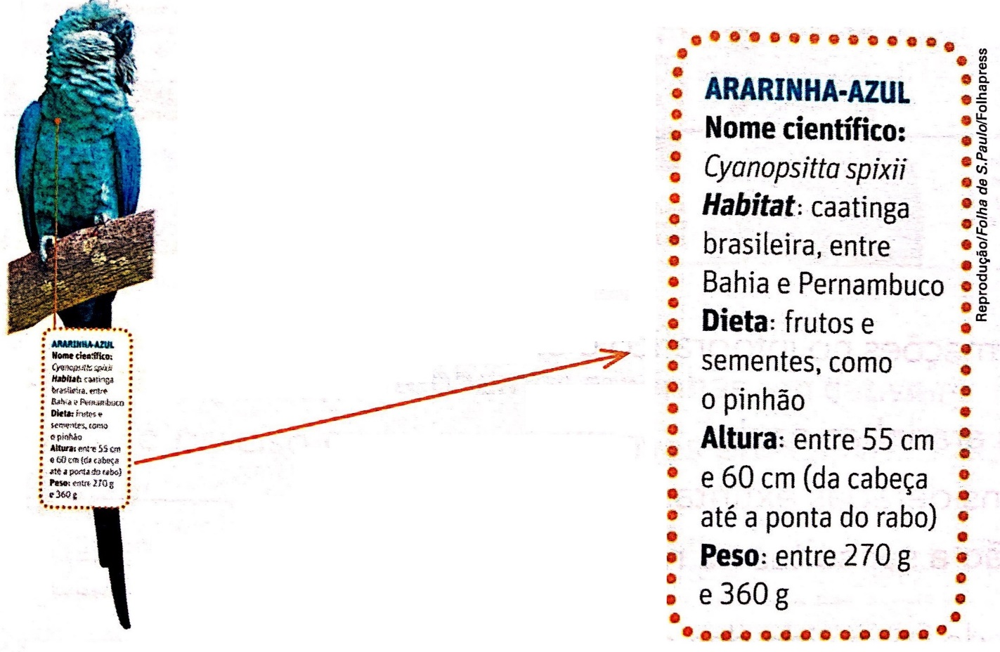 ARARINHA-AZUL
Nome científico:
Cyanopsitta spixii
Habitat: caatinga
brasileira, entre
Bahia e Pernambuco
Dieta: frutos e
sementes, como
o pinhão
Altura: entre 55 cm
e 60 cm (da cabeça
até a ponta do rabo)
Peso: entre 270 g
e 360 g
ARARINHA-AZUL
Nome científico:
Cyanopsitta spixii
Habitat: caatinga
brasileira, entre
Bahia e Pernambuco
Dieta: frutos e
sementes, como
o pinhão
Altura: entre 55 cm
e 60 cm (da cabeça
até a ponta do rabo)
Peso: entre 270 g
e 360 g
Reprodução/Folha de S.Paulo/Folhapress